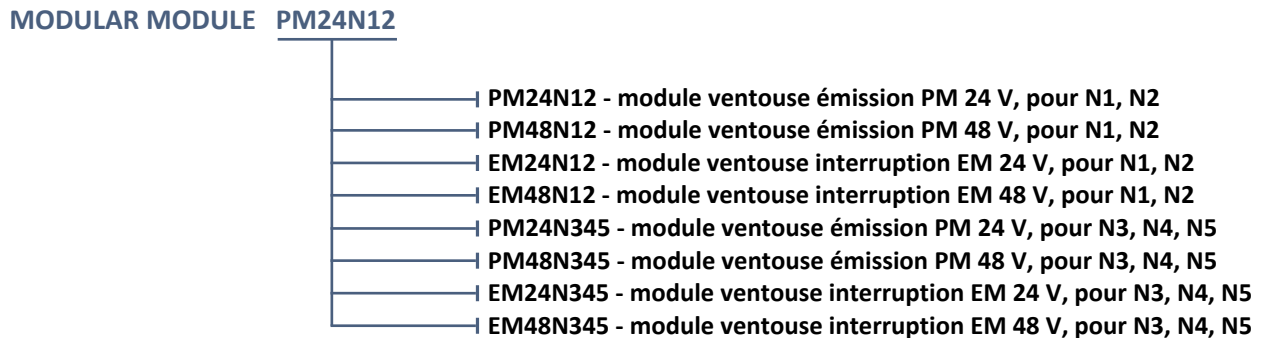 MODULAR MODULE PM24N12
PM24N12 - module ventouse émission PM 24 V, pour N1, N2
PM48N12 - module ventouse émission PM 48 V, pour N1, N2
EM24N12 - module ventouse interruption EM 24 V, pour N1, N2
EM48N12 - module ventouse interruption EM 48 V, pour N1, N2
PM24N345 - module ventouse émission PM 24 V, pour N3, N4, N5
PM48N345 - module ventouse émission PM 48 V, pour N3, N4, N5
EM24N345 - module ventouse interruption EM 24 V, pour N3, N4, N5
EM48N345 - module ventouse interruption EM 48 V, pour N3, N4, N5